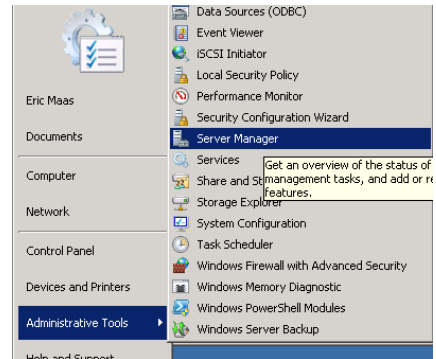 Eric Maas
Documents
Computer
Network
Control Panel
Devices and Printers
Administrative Tools
Help and Support
Data Sources (ODBC)
Event Viewer
iSCSI Initiator
Local Security Policy
Performance Monitor
Security Configuration Wizard
Server Manager
Services
Share and St
Storage Explorer
System Configuration
Task Scheduler
Windows Firewall with Advanced Security
Windows Memory Diagnostic
Windows PowerShell Modules
Windows Server Backup
Get an overview of the status of
management tasks, and add or re
features.